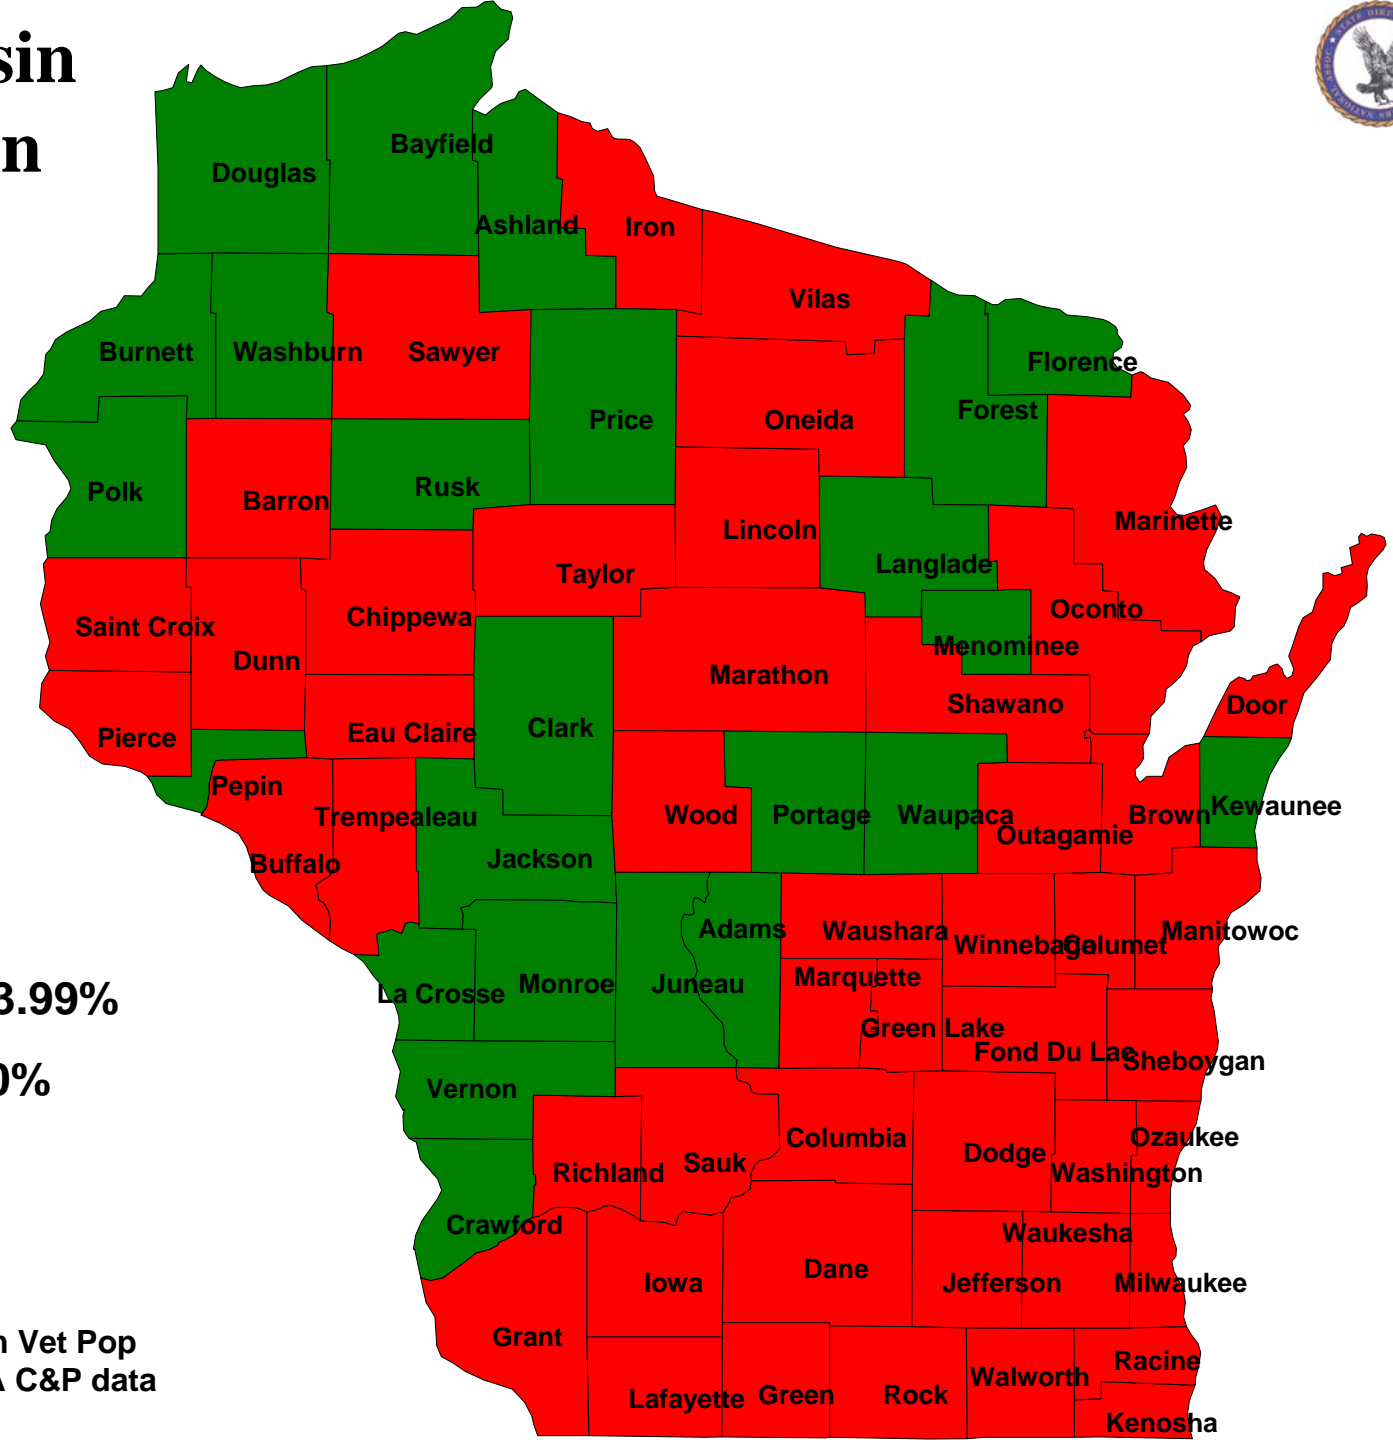 sin
n
STATE DIRE
NATIONAL ASSOC
Bayfield
Douglas
Ashland
Iron
Vilas
Burnett
Washburn
Sawyer
Florence
Price
Oneida
Forest
Polk
Barron
Rusk
Lincoln
Marinette
Langlade
Taylor
Oconto
Chippewa
Saint Croix
Menominee
Dunn
Marathon
Shawano
Door
Clark
Eau Claire
Pierce
Pepin
Kewaunee
Trempealeau
Wood
Portage
Waupaca
Brown
Outagamie
Jackson
Buffalo
Adams
Waushara
Winnebago
Calumet
Manitowoc
Marquette
La Crosse
Monroe
Juneau
3.99%
Green Lake
Fond Du Lac
Sheboygan
0%
Vernon
Columbia
Ozaukee
Dodge
Sauk
Richland
Washington
Crawford
Waukesha
Dane
Iowa
Jefferson
Milwaukee
Grant
n Vet Pop
A C&P data
Racine
Walworth
Lafayette
Green
Rock
Kenosha